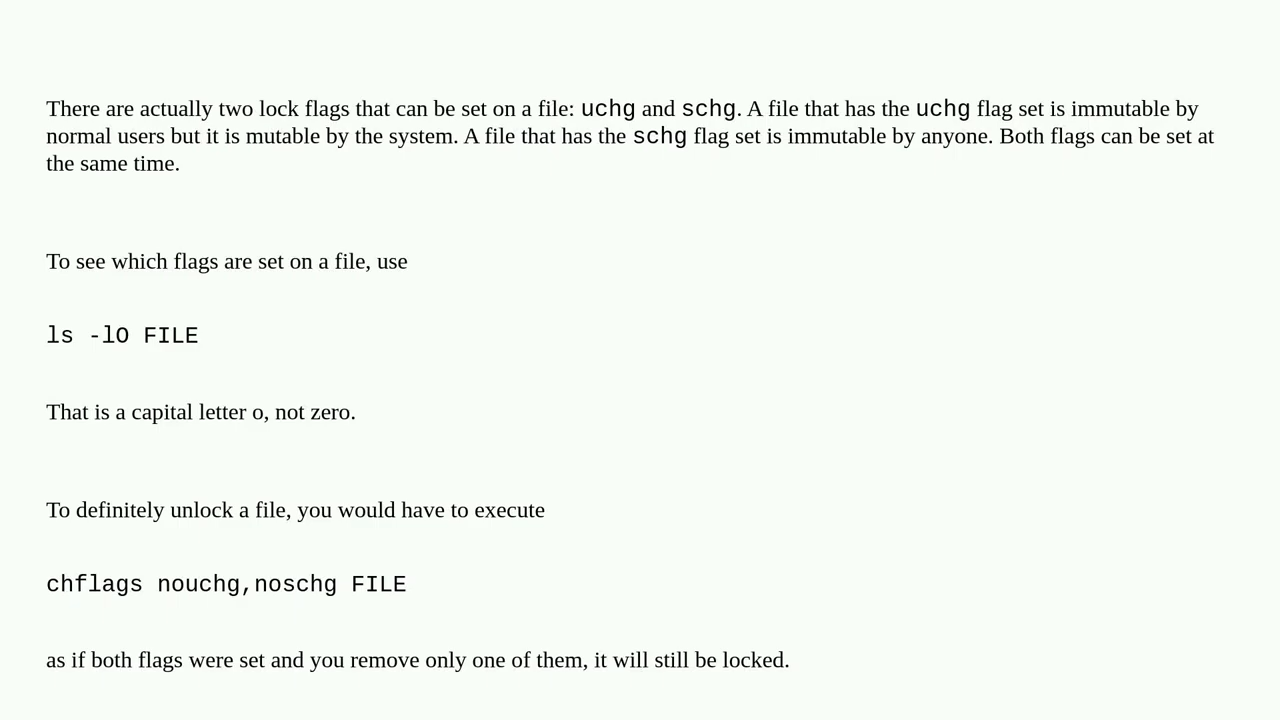 There are actually two lock flags that can be set on a file: uchg and schg. A file that has the uchg flag set is immutable by
normal users but it is mutable by the system. A file that has the schg flag set is immutable by anyone. Both flags can be set at
the same time.
To see which flags are set on a file, use
ls -lO FILE
That is a capital letter o, not zero.
To definitely unlock a file, you would have to execute
chflags nouchg,noschg FILE
as if both flags were set and you remove only one of them, it will still be locked.